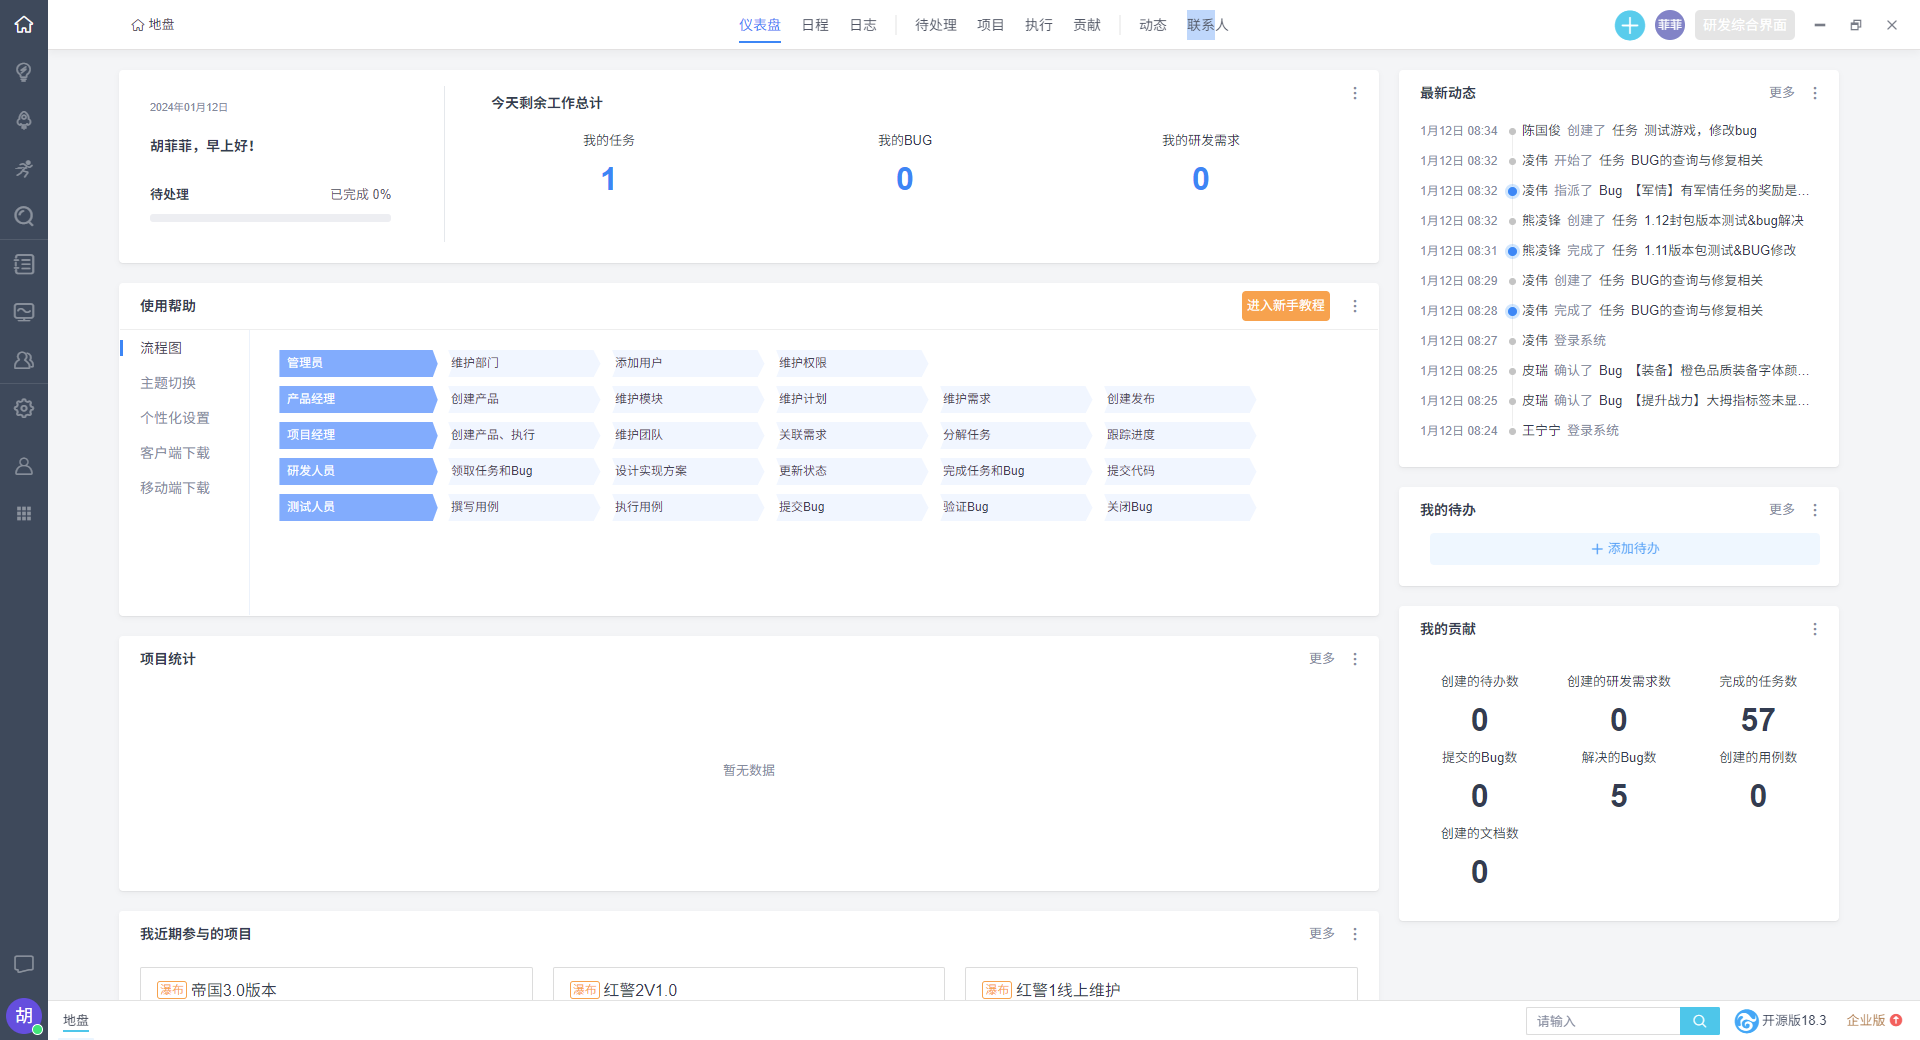 地盘
仪表盘 日程 日志 待处理 项目 执行 贡献 动态 联系人
菲菲 研发综合界面
2024年01月12日
胡菲菲，早上好！
待处理 已完成 0%
今天剩余工作总计
我的任务 我的BUG 我的研发需求
1 0 0
使用帮助 进入新手教程
流程图
主题切换
个性化设置
客户端下载
移动端下载
管理员 维护部门 添加用户 维护权限
产品经理 创建产品 维护模块 维护计划 维护需求 创建发布
项目经理 创建产品、执行 维护团队 关联需求 分解任务 跟踪进度
研发人员 领取任务和Bug 设计实现方案 更新状态 完成任务和Bug 提交代码
测试人员 撰写用例 执行用例 提交Bug 验证Bug 关闭Bug
项目统计 更多
暂无数据
我近期参与的项目 更多
瀑布 帝国3.0版本
瀑布 红警2V1.0
瀑布 红警1线上维护
最新动态 更多
1月12日 08:34 陈国俊 创建了 任务 测试游戏，修改bug
1月12日 08:32 凌伟 开始了 任务 BUG的查询与修复相关
1月12日 08:32 凌伟 指派了 Bug 【军情】有军情任务的奖励是...
1月12日 08:32 熊凌锋 创建了 任务 1.12封包版本测试&bug解决
1月12日 08:31 熊凌锋 完成了 任务 1.11版本包测试&BUG修改
1月12日 08:29 凌伟 创建了 任务 BUG的查询与修复相关
1月12日 08:28 凌伟 完成了 任务 BUG的查询与修复相关
1月12日 08:27 凌伟 登录系统
1月12日 08:25 皮瑞 确认了 Bug 【装备】橙色品质装备字体颜...
1月12日 08:25 皮瑞 确认了 Bug 【提升战力】大拇指标签未显...
1月12日 08:24 王宁宁 登录系统
我的待办 更多
添加待办
我的贡献
创建的待办数 创建的研发需求数 完成的任务数
0 0 57
提交的Bug数 解决的Bug数 创建的用例数
0 5 0
创建的文档数
0
胡
地盘
请输入
开源版18.3 企业版